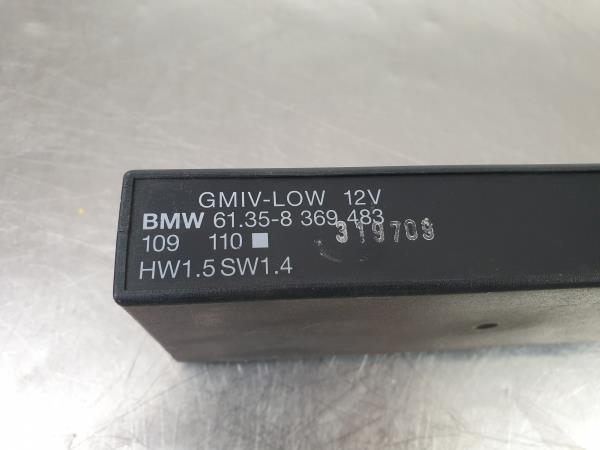 GMIV-LOW 12V
BMW 61.35-8 369 483
319709
109 110 ■
HW1.5 SW1.4